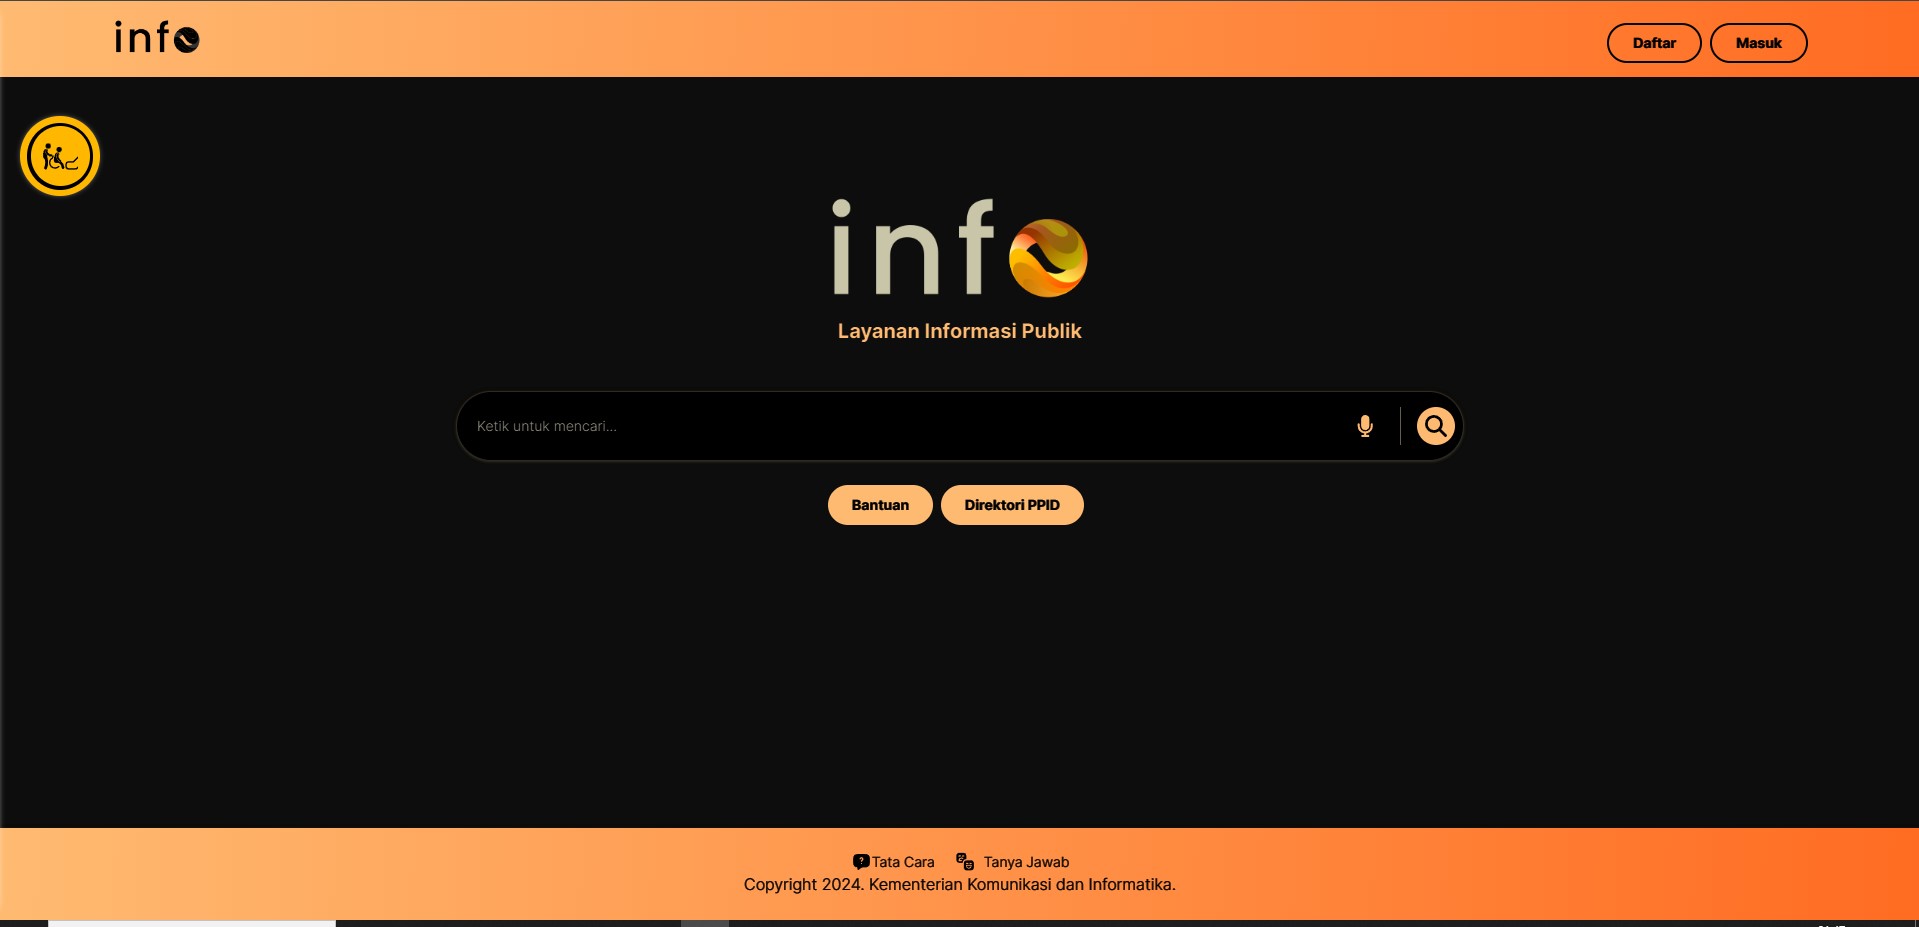 info
Daftar Masuk
info
Layanan Informasi Publik
Ketik untuk mencari...
Bantuan Direktori PPID
Tata Cara Tanya Jawab
Copyright 2024. Kementerian Komunikasi dan Informatika.